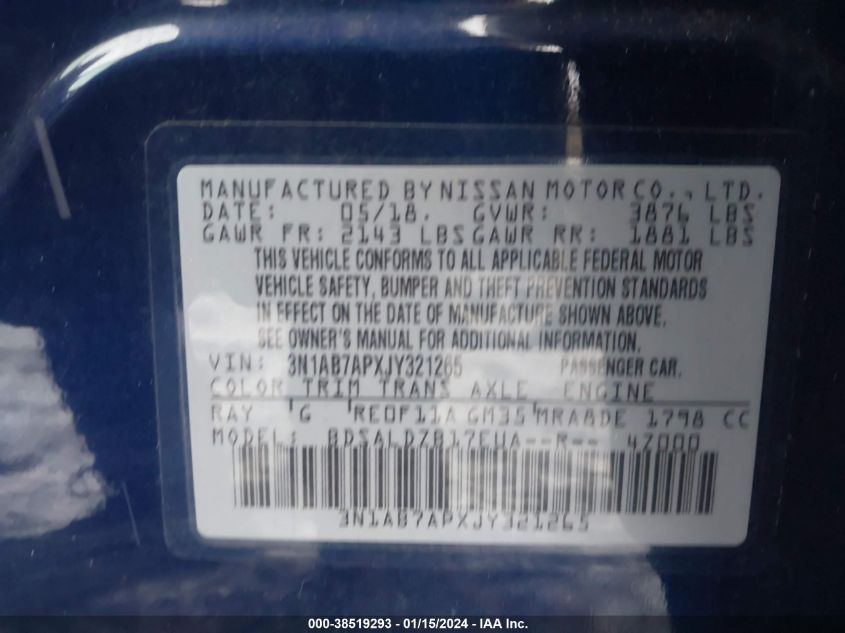 MANUFACTURED BY NISSAN MOTOR CO., LTD.
DATE: 05/18. GVWR: 3876 LBS
GAWR FR: 2143 LBS GAWR RR: 1881 LBS
THIS VEHICLE CONFORMS TO ALL APPLICABLE FEDERAL MOTOR
VEHICLE SAFETY, BUMPER AND THEFT PREVENTION STANDARDS
IN EFFECT ON THE DATE OF MANUFACTURE SHOWN ABOVE.
SEE OWNER'S MANUAL FOR ADDITIONAL INFORMATION.
VIN: 3N1AB7APXJY321265 PASSENGER CAR.
COLOR TRIM TRANS AXLE ENGINE
RAY 'G 'RE0F11A GM35'MRA8DE 1798 CC
MODEL: BDSALDZB17EUA--R-- 4Z000
3N1AB7APXJY321265
000-38519293 - 01/15/2024 - IAA Inc.